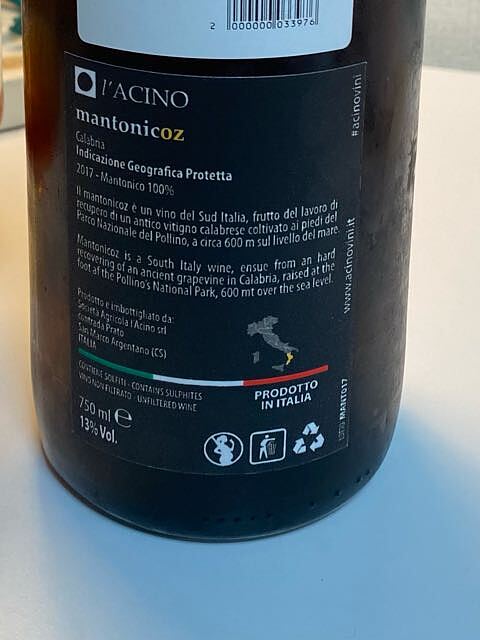 2 000000 033976
l'ACINO
mantonicoz
Calabria
Indicazione Geografica Protetta
2017 - Mantonico 100%
Il mantonicoz è un vino del Sud Italia, frutto del lavoro di
recupero di un antico vitigno calabrese coltivato ai piedi del
Parco Nazionale del Pollino, a circa 600 m sul livello del mare.
Mantonicoz is a South Italy wine, ensue from an hard
recovering of an ancient grapevine in Calabria, raised at the
foot of the Pollino's National Park, 600 mt over the sea level.
Prodotto e imbottigliato da:
Società Agricola l'Acino srl
contrada Prato
San Marco Argentano (CS)
ITALIA
CONTIENE SOLFITI - CONTAINS SULPHITES
VINO NON FILTRATO - UNFILTERED WINE
750 ml e
13% Vol.
PRODOTTO
IN ITALIA
#acinovini
www.acinovini.it
Lotto MANT017